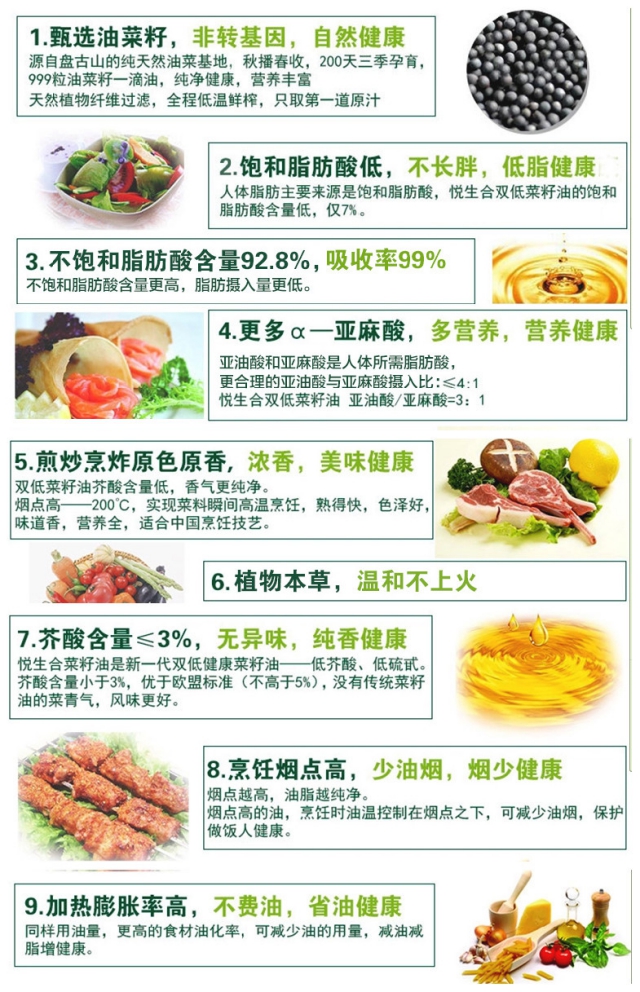 1.甄选油菜籽，非转基因，自然健康
源自盘古山的纯天然油菜基地，秋播春收，200天三季孕育，
999粒油菜籽一滴油，纯净健康，营养丰富
天然植物纤维过滤，全程低温鲜榨，只取第一道原汁
2.饱和脂肪酸低，不长胖，低脂健康
人体脂肪主要来源是饱和脂肪酸，悦生合双低菜籽油的饱和
脂肪酸含量低，仅7%。
3.不饱和脂肪酸含量92.8%，吸收率99%
不饱和脂肪酸含量更高，脂肪摄入量更低。
4.更多α—亚麻酸，多营养，营养健康
亚油酸和亚麻酸是人体所需脂肪酸，
更合理的亚油酸与亚麻酸摄入比：≤4:1
悦生合双低菜籽油 亚油酸/亚麻酸=3：1
5.煎炒烹炸原色原香，浓香，美味健康
双低菜籽油芥酸含量低，香气更纯净。
烟点高——200℃，实现菜料瞬间高温烹饪，熟得快，色泽好，
味道香，营养全，适合中国烹饪技艺。
6.植物本草，温和不上火
7.芥酸含量≤3%，无异味，纯香健康
悦生合菜籽油是新一代双低健康菜籽油——低芥酸、低硫甙。
芥酸含量小于3%，优于欧盟标准（不高于5%），没有传统菜籽
油的菜青气，风味更好。
8.烹饪烟点高，少油烟，烟少健康
烟点越高，油脂越纯净。
烟点高的油，烹饪时油温控制在烟点之下，可减少油烟，保护
做饭人健康。
9.加热膨胀率高，不费油，省油健康
同样用油量，更高的食材油化率，可减少油的用量，减油减
脂增健康。